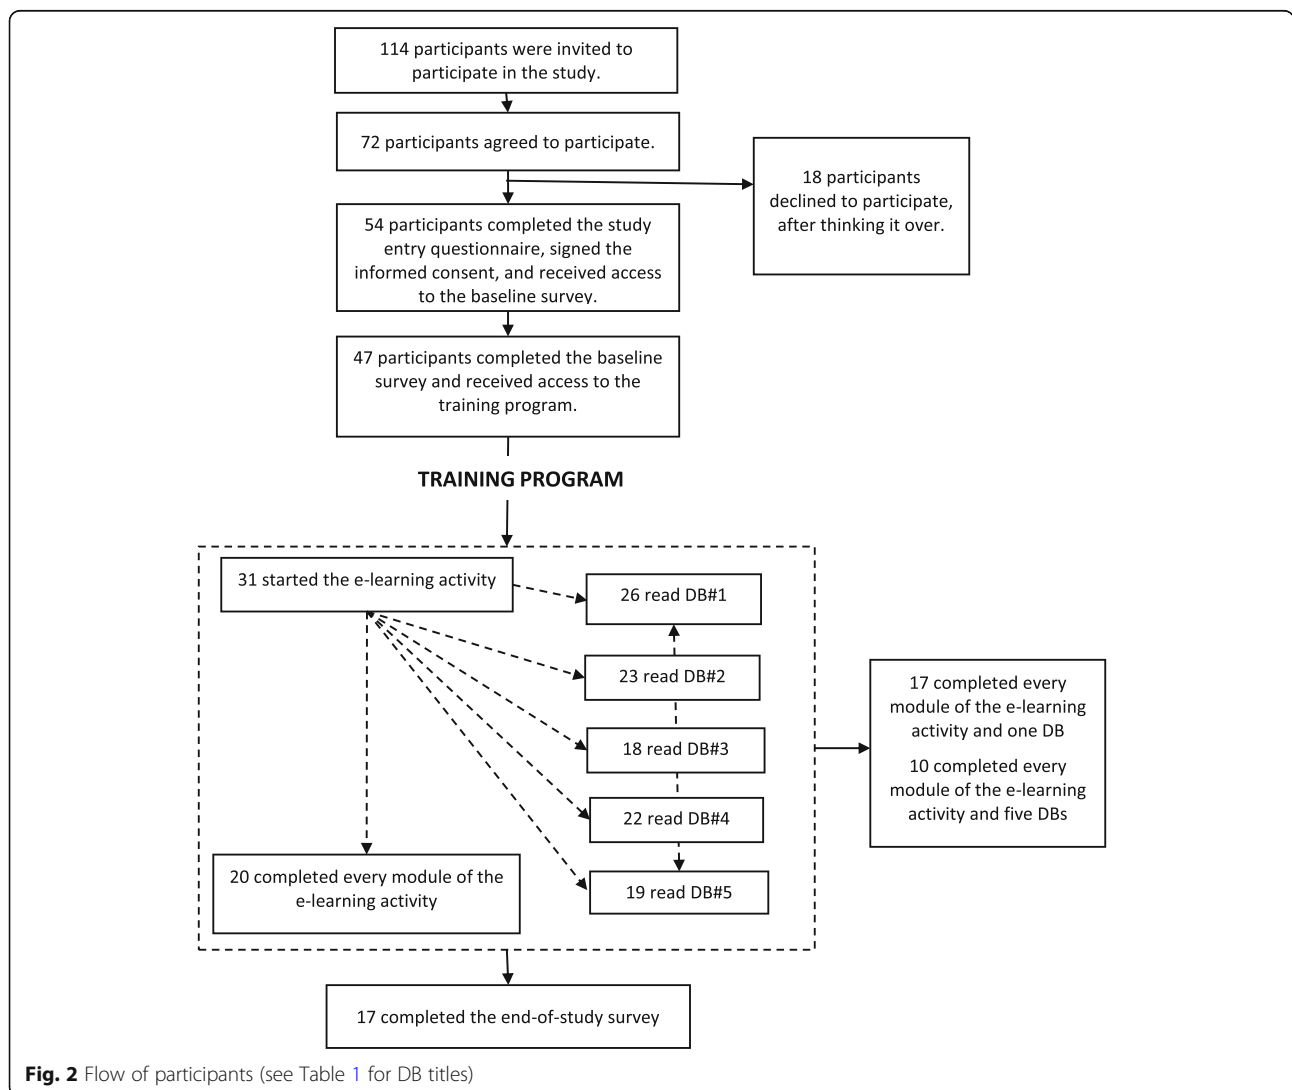 114 participants were invited to
participate in the study.
72 participants agreed to participate.
18 participants
declined to participate,
after thinking it over.
54 participants completed the study
entry questionnaire, signed the
informed consent, and received access
to the baseline survey.
47 participants completed the baseline
survey and received access to the
training program.
TRAINING PROGRAM
31 started the e-learning activity
26 read DB#1
23 read DB#2
18 read DB#3
22 read DB#4
19 read DB#5
20 completed every module of the
e-learning activity
17 completed every
module of the e-learning
activity and one DB
10 completed every
module of the e-learning
activity and five DBs
17 completed the end-of-study survey
Fig. 2 Flow of participants (see Table 1 for DB titles)